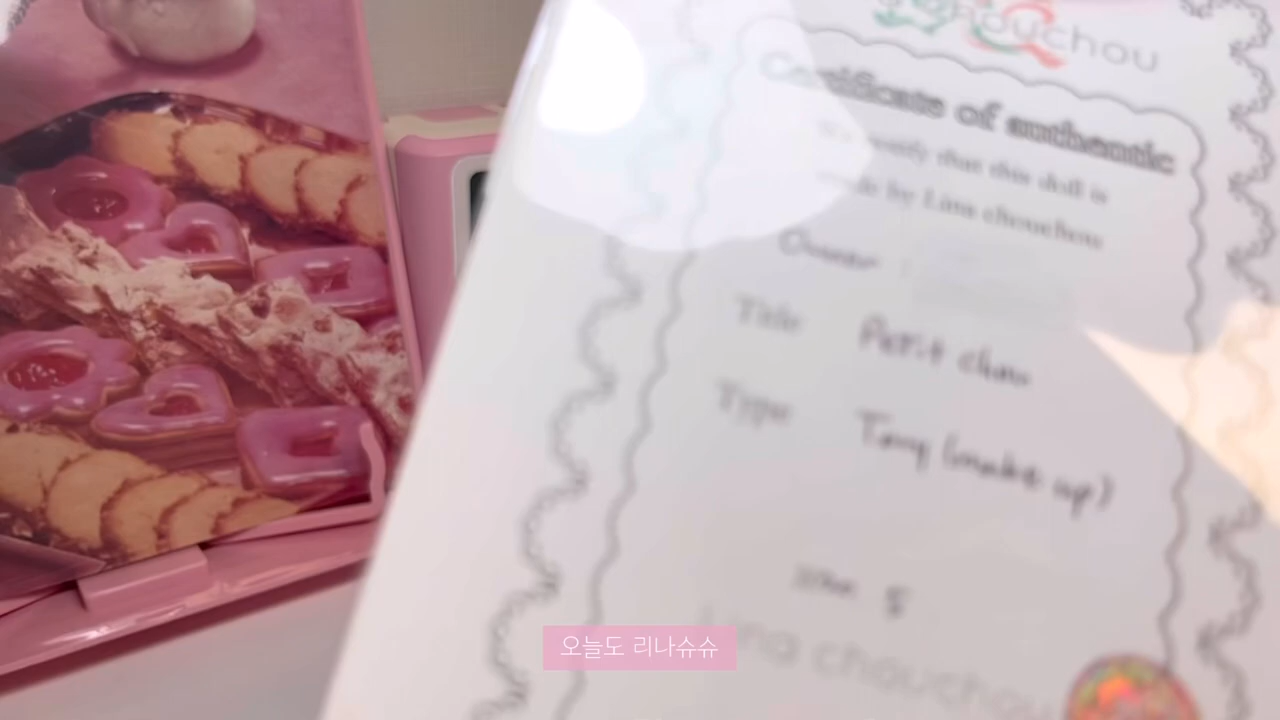 chouchou
Certificate of authentic
certify that this doll is
made by Lina chouchou
Owner :
Title Petit chou
Type Tany (make up)
lina chouchou
오늘도 리나슈슈